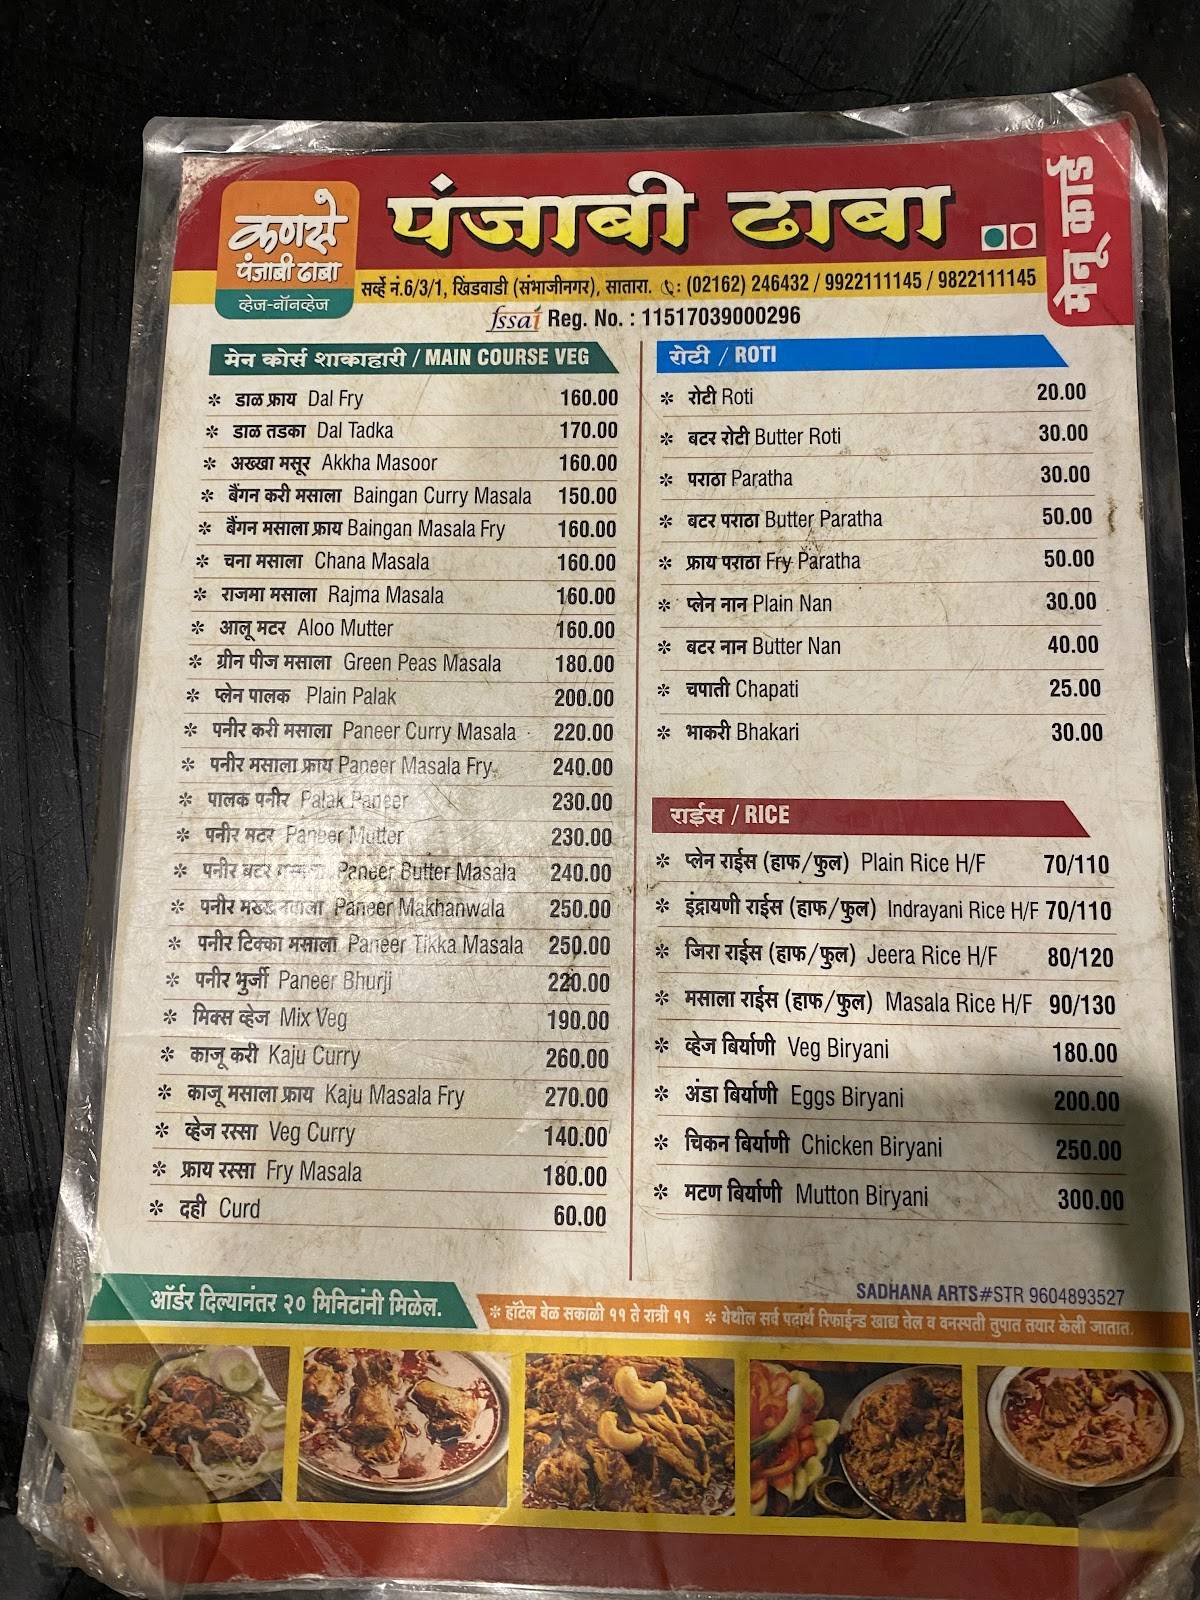 कणसे
पंजाबी ढाबा
व्हेज-नॉनव्हेज
पंजाबी ढाबा
मेनू कार्ड
सर्व्हे नं.6/3/1, खिंडवाडी (संभाजीनगर), सातारा. : (02162) 246432 / 9922111145 / 9822111145
fssai Reg. No. : 11517039000296
मेन कोर्स शाकाहारी / MAIN COURSE VEG
* डाळ फ्राय Dal Fry 160.00
* डाळ तडका Dal Tadka 170.00
* अख्खा मसूर Akkha Masoor 160.00
* बैंगन करी मसाला Baingan Curry Masala 150.00
* बैंगन मसाला फ्राय Baingan Masala Fry 160.00
* चना मसाला Chana Masala 160.00
* राजमा मसाला Rajma Masala 160.00
* आलू मटर Aloo Mutter 160.00
* ग्रीन पीज मसाला Green Peas Masala 180.00
* प्लेन पालक Plain Palak 200.00
* पनीर करी मसाला Paneer Curry Masala 220.00
* पनीर मसाला फ्राय Paneer Masala Fry 240.00
* पालक पनीर Palak Paneer 230.00
* पनीर मटर Paneer Mutter 230.00
* पनीर बटर मसाला Paneer Butter Masala 240.00
* पनीर मख्खनवाला Paneer Makhanwala 250.00
* पनीर टिक्का मसाला Paneer Tikka Masala 250.00
* पनीर भुर्जी Paneer Bhurji 220.00
* मिक्स व्हेज Mix Veg 190.00
* काजू करी Kaju Curry 260.00
* काजू मसाला फ्राय Kaju Masala Fry 270.00
* व्हेज रस्सा Veg Curry 140.00
* फ्राय रस्सा Fry Masala 180.00
* दही Curd 60.00
रोटी / ROTI
* रोटी Roti 20.00
* बटर रोटी Butter Roti 30.00
* पराठा Paratha 30.00
* बटर पराठा Butter Paratha 50.00
* फ्राय पराठा Fry Paratha 50.00
* प्लेन नान Plain Nan 30.00
* बटर नान Butter Nan 40.00
* चपाती Chapati 25.00
* भाकरी Bhakari 30.00
राईस / RICE
* प्लेन राईस (हाफ/फुल) Plain Rice H/F 70/110
* इंद्रायणी राईस (हाफ/फुल) Indrayani Rice H/F 70/110
* जिरा राईस (हाफ/फुल) Jeera Rice H/F 80/120
* मसाला राईस (हाफ/फुल) Masala Rice H/F 90/130
* व्हेज बिर्याणी Veg Biryani 180.00
* अंडा बिर्याणी Eggs Biryani 200.00
* चिकन बिर्याणी Chicken Biryani 250.00
* मटण बिर्याणी Mutton Biryani 300.00
SADHANA ARTS#STR 9604893527
ऑर्डर दिल्यानंतर २० मिनिटांनी मिळेल.
* हॉटेल वेळ सकाळी ११ ते रात्री ११ * येथील सर्व पदार्थ रिफाईन्ड खाद्य तेल व वनस्पती तुपात तयार केली जातात.